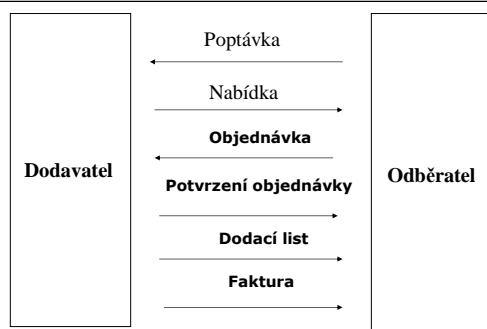 Poptávka
Nabídka
Objednávka
Dodavatel
Odběratel
Potvrzení objednávky
Dodací list
Faktura